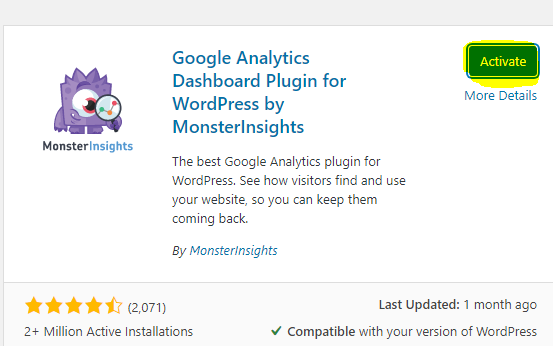 Google Analytics
Dashboard Plugin for
WordPress by
MonsterInsights
Activate
More Details
MonsterInsights
The best Google Analytics plugin for
WordPress. See how visitors find and use
your website, so you can keep them
coming back.
By MonsterInsights
(2,071)
Last Updated: 1 month ago
2+ Million Active Installations
Compatible with your version of WordPress